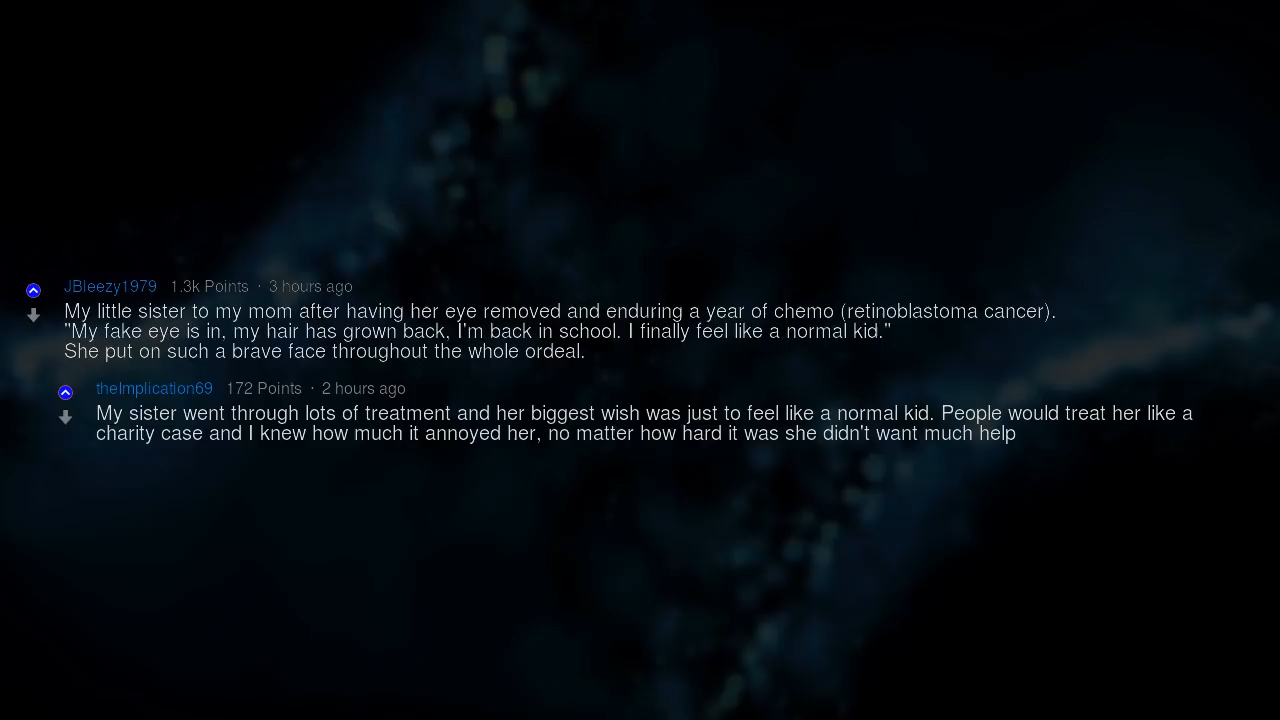 JBleezy1979 1.3k Points · 3 hours ago
My little sister to my mom after having her eye removed and enduring a year of chemo (retinoblastoma cancer).
"My fake eye is in, my hair has grown back, I'm back in school. I finally feel like a normal kid."
She put on such a brave face throughout the whole ordeal.
theImplication69 172 Points · 2 hours ago
My sister went through lots of treatment and her biggest wish was just to feel like a normal kid. People would treat her like a
charity case and I knew how much it annoyed her, no matter how hard it was she didn't want much help